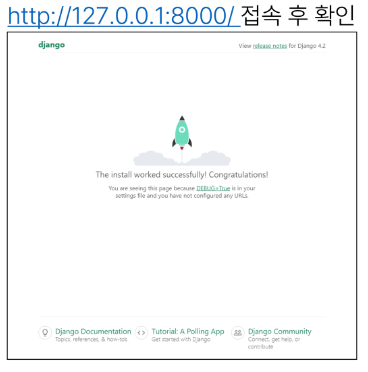 http://127.0.0.1:8000/ 접속 후 확인
django
View release notes for Django 4.2
The install worked successfully! Congratulations!
You are seeing this page because DEBUG=True is in your
settings file and you have not configured any URLs.
Django Documentation
Topics, references, & how-tos
Tutorial: A Polling App
Get started with Django
Django Community
Connect, get help, or
contribute